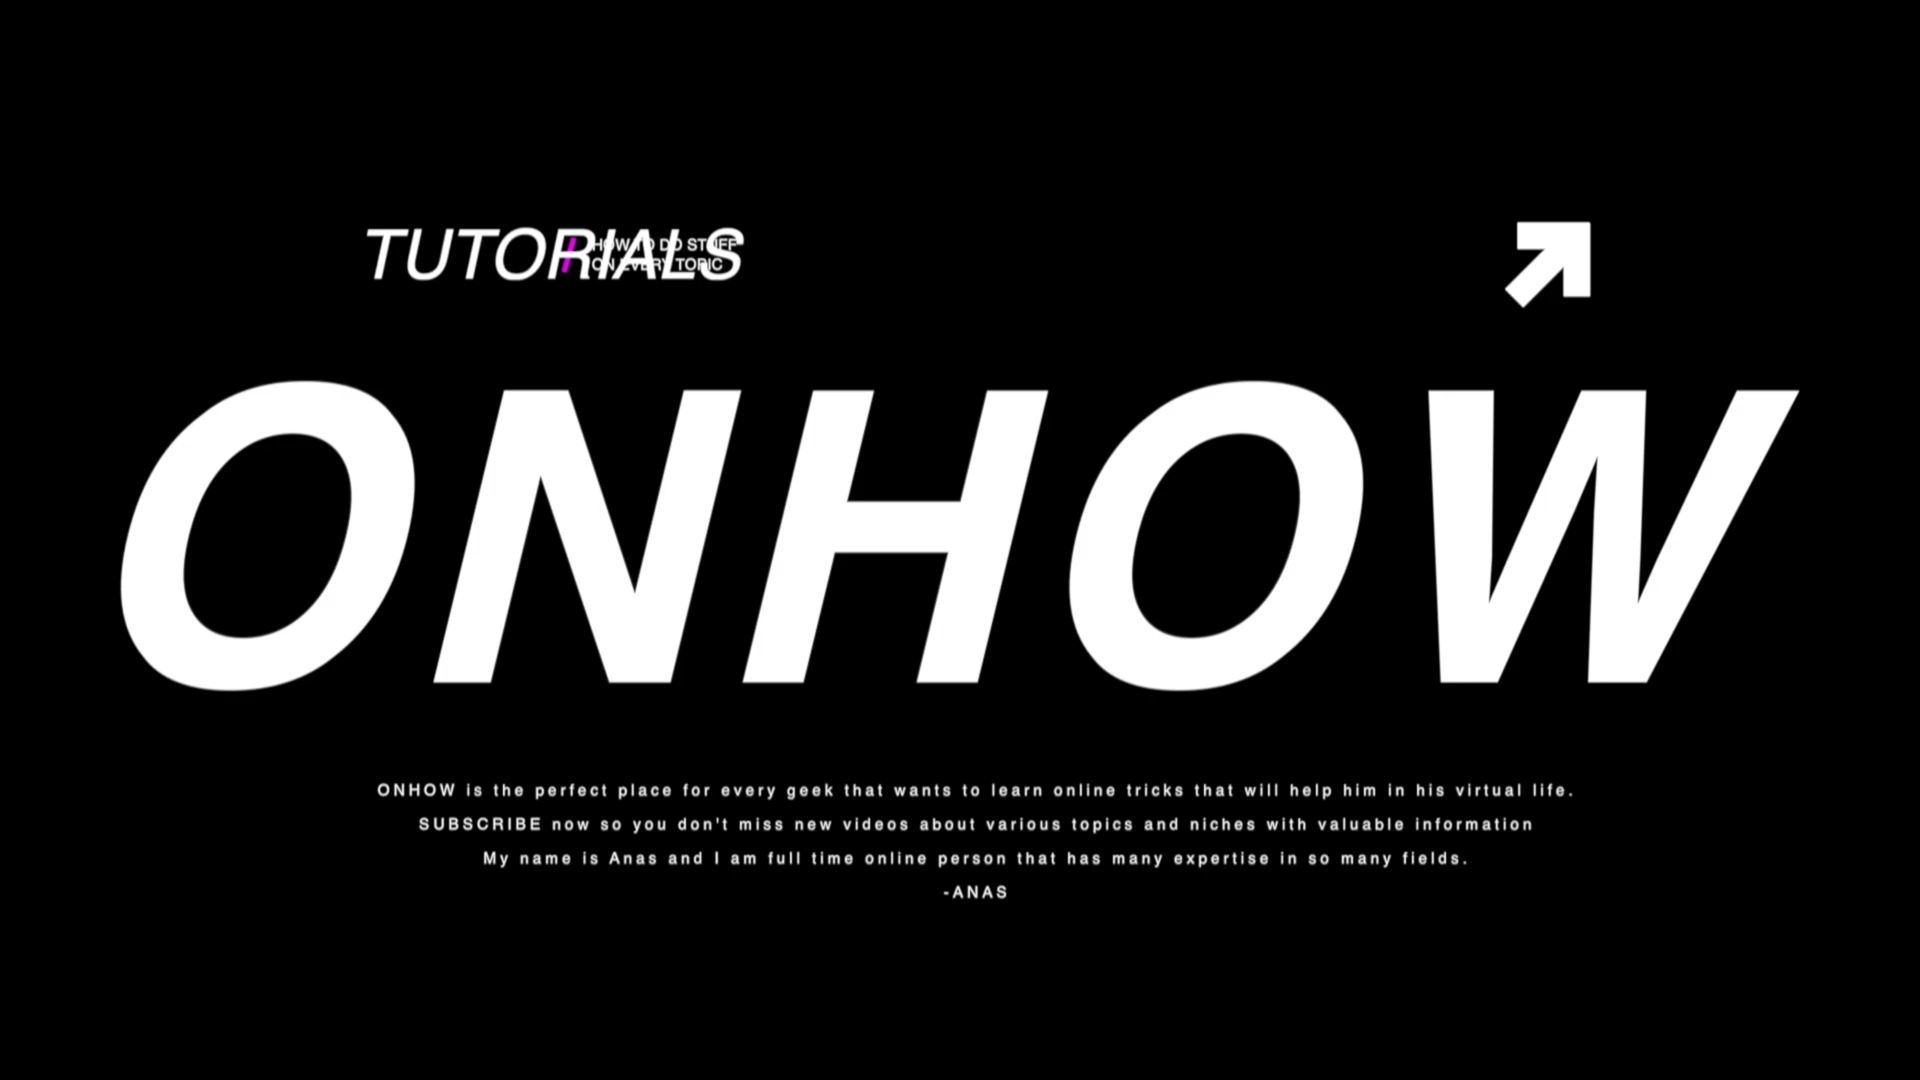 TUTORIALS
HOW TO DO STUFF
ON EVERY TOPIC
ONHOW
ONHOW is the perfect place for every geek that wants to learn online tricks that will help him in his virtual life.
SUBSCRIBE now so you don't miss new videos about various topics and niches with valuable information
My name is Anas and I am full time online person that has many expertise in so many fields.
-ANAS